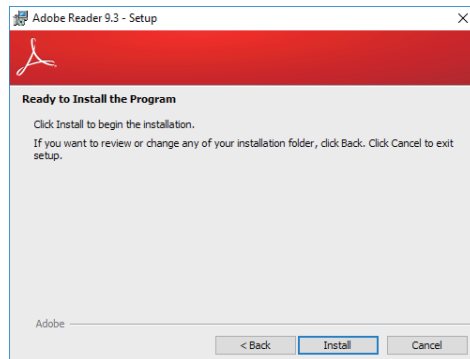 Adobe Reader 9.3 - Setup
Ready to Install the Program
Click Install to begin the installation.
If you want to review or change any of your installation folder, click Back. Click Cancel to exit
setup.
Adobe
< Back Install Cancel